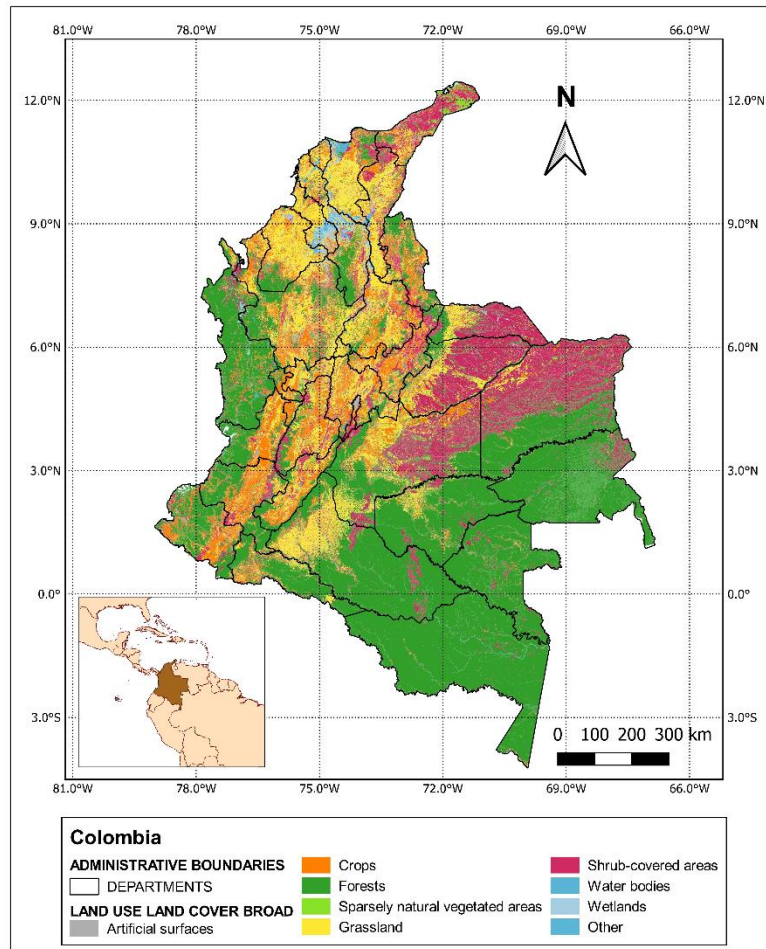 81.0°W 78.0°W 75.0°W 72.0°W 69.0°W 66.0°W
12.0°N 12.0°N
N
9.0°N 9.0°N
6.0°N 6.0°N
3.0°N 3.0°N
0.0° 0.0°
3.0°S 3.0°S
0 100 200 300 km
81.0°W 78.0°W 75.0°W 72.0°W 69.0°W 66.0°W
Colombia
ADMINISTRATIVE BOUNDARIES
DEPARTMENTS
LAND USE LAND COVER BROAD
Artificial surfaces
Crops
Forests
Sparsely natural vegetated areas
Grassland
Shrub-covered areas
Water bodies
Wetlands
Other